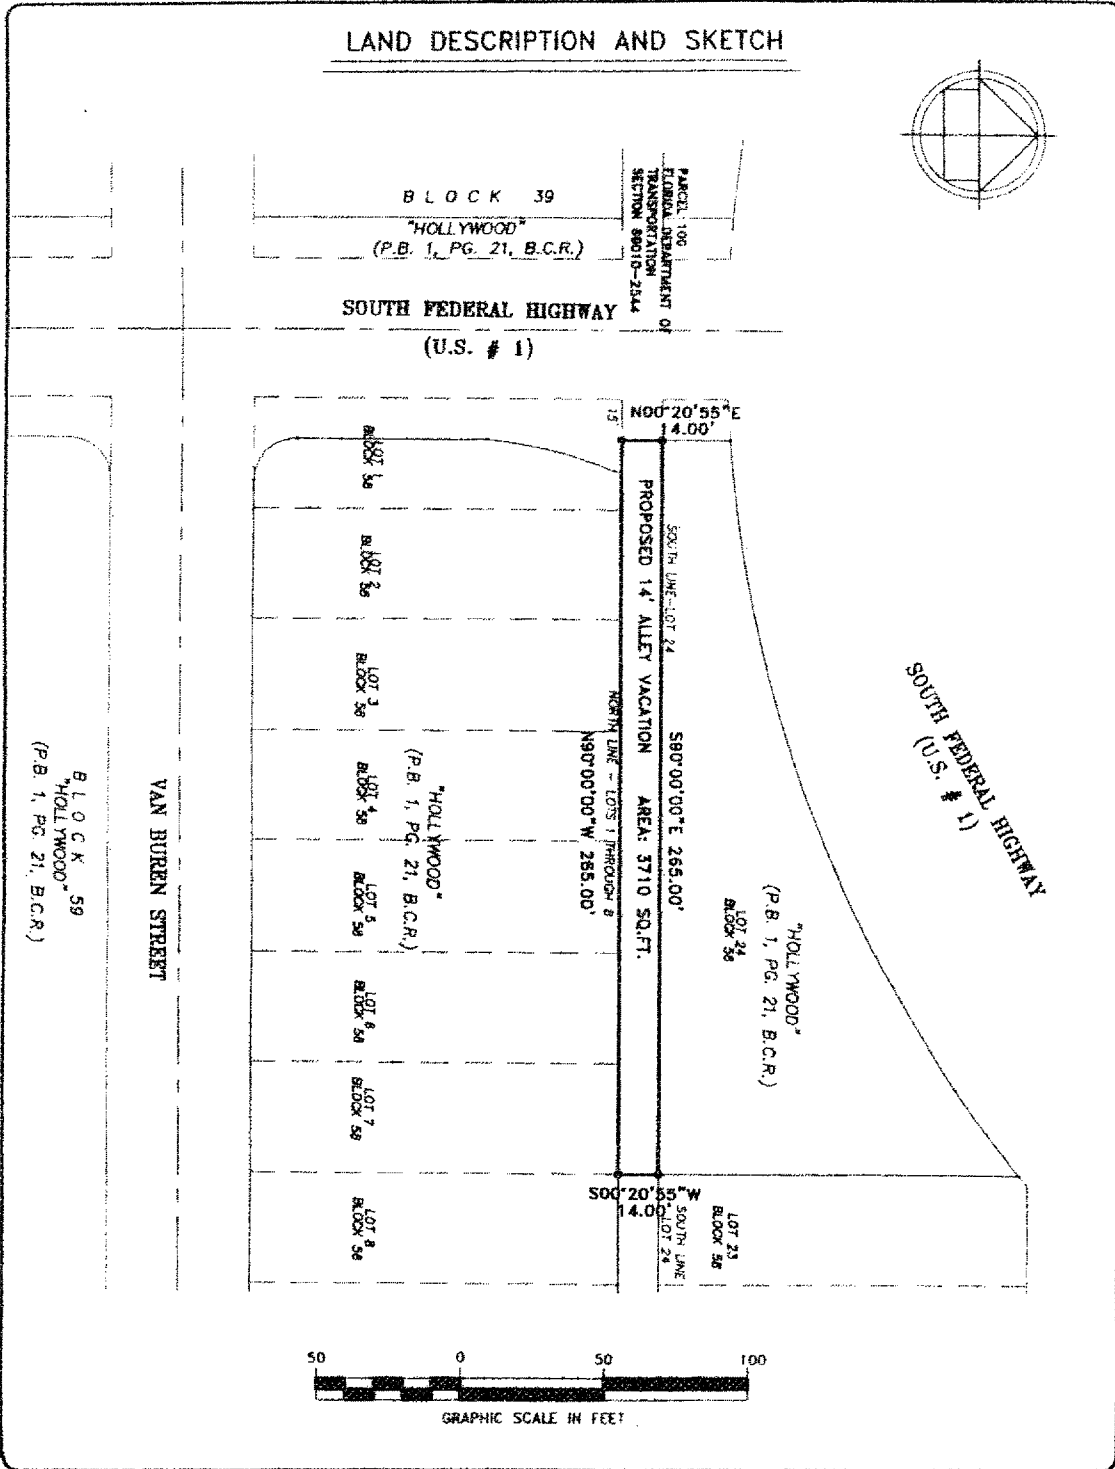 LAND DESCRIPTION AND SKETCH
BLOCK 39
"HOLLYWOOD"
(P.B. 1, PG. 21, B.C.R.)
PARCEL 100
FLORIDA DEPARTMENT OF
TRANSPORTATION
SECTION 86010-2544
SOUTH FEDERAL HIGHWAY
(U.S. # 1)
15'
N00°20'55"E
14.00'
LOT 1
BLOCK 58
LOT 2
BLOCK 58
LOT 3
BLOCK 58
LOT 4
BLOCK 58
LOT 5
BLOCK 58
LOT 6
BLOCK 58
LOT 7
BLOCK 58
LOT 8
BLOCK 58
"HOLLYWOOD"
(P.B. 1, PG. 21, B.C.R.)
SOUTH LINE-LOT 24
PROPOSED 14' ALLEY VACATION AREA: 3710 SQ.FT.
S90°00'00"E 265.00'
NORTH LINE - LOTS 1 THROUGH 8
N90°00'00"W 265.00'
SOUTH FEDERAL HIGHWAY
(U.S. # 1)
"HOLLYWOOD"
(P.B. 1, PG. 21, B.C.R.)
LOT 24
BLOCK 58
VAN BUREN STREET
BLOCK 59
"HOLLYWOOD"
(P.B. 1, PG. 21, B.C.R.)
S00°20'55"W
14.00'
SOUTH LINE
LOT 24
LOT 23
BLOCK 58
50 0 50 100
GRAPHIC SCALE IN FEET